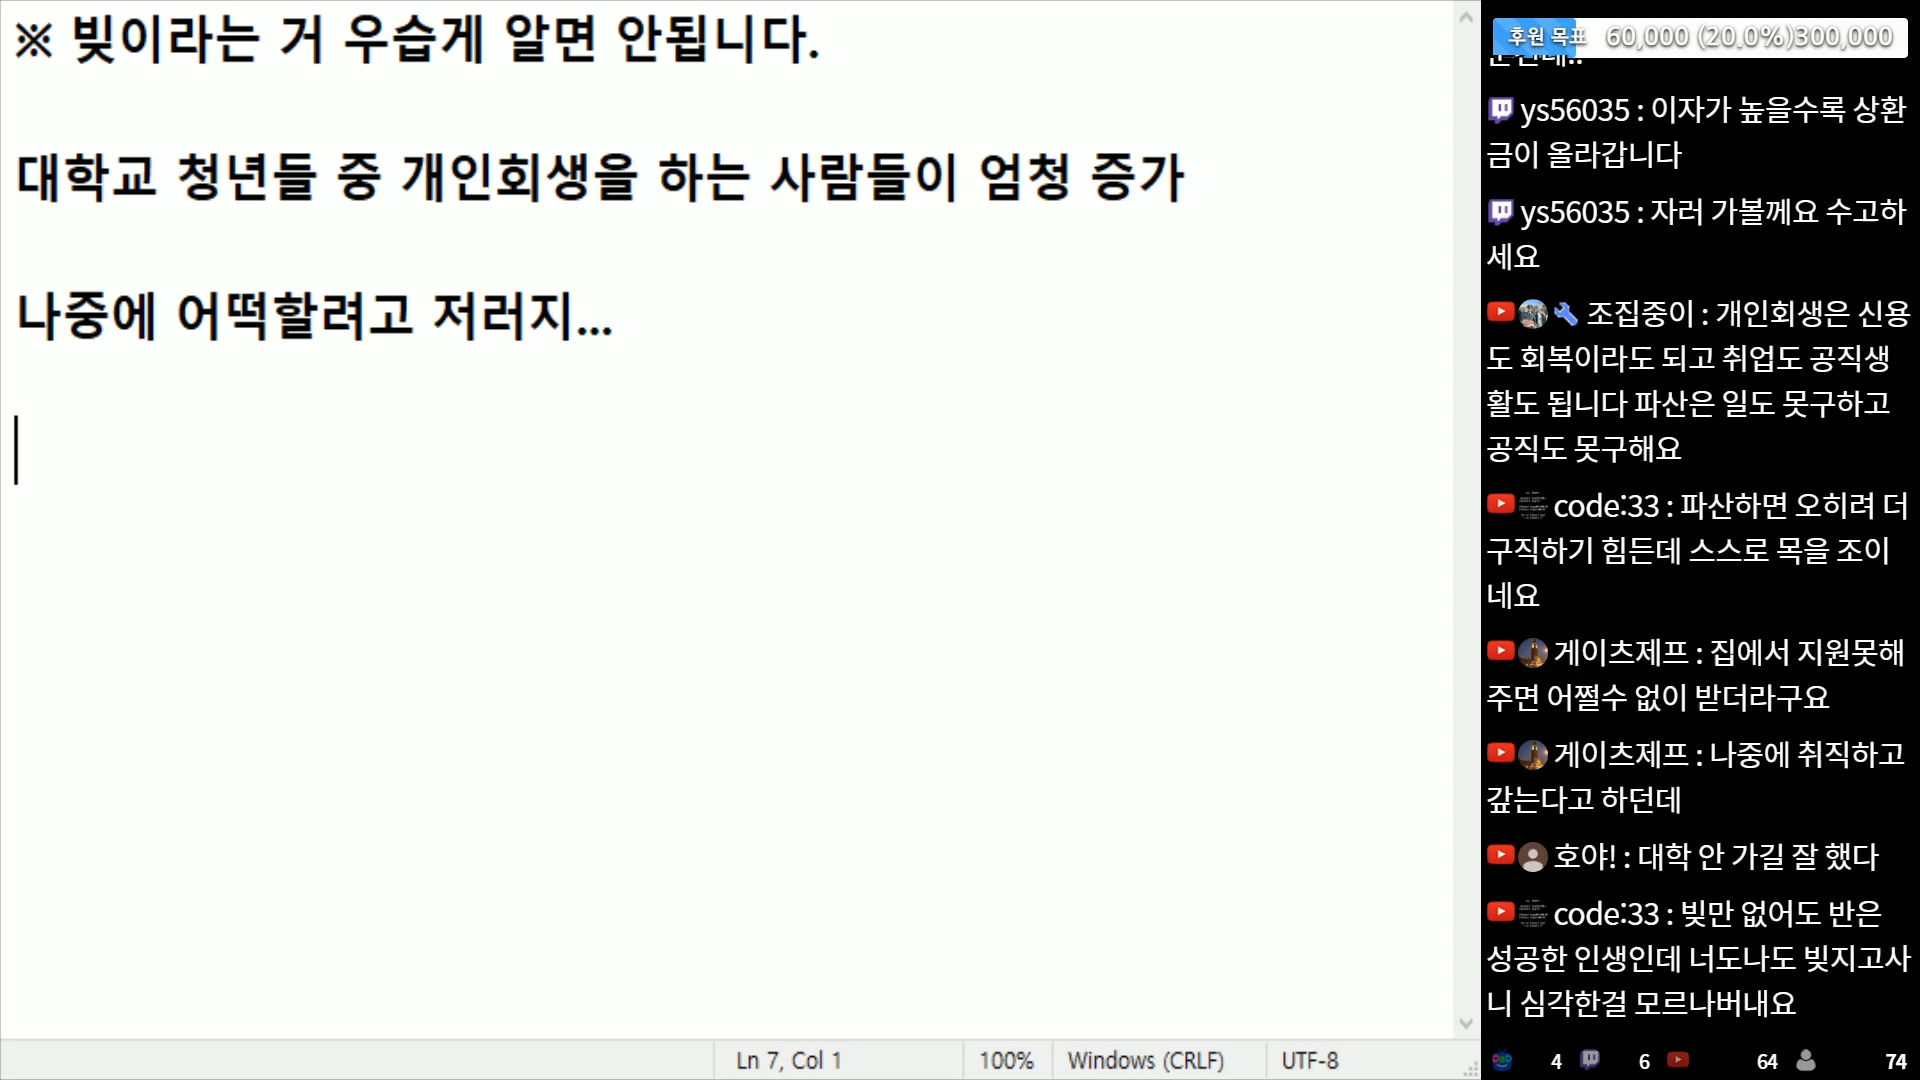 ※ 빚이라는 거 우습게 알면 안됩니다.
대학교 청년들 중 개인회생을 하는 사람들이 엄청 증가
나중에 어떡할려고 저러지...
Ln 7, Col 1
100%
Windows (CRLF)
UTF-8
후원 목표 60,000 (20.0%)300,000
ys56035 : 이자가 높을수록 상환
금이 올라갑니다
ys56035 : 자러 가볼께요 수고하
세요
조집중이 : 개인회생은 신용
도 회복이라도 되고 취업도 공직생
활도 됩니다 파산은 일도 못구하고
공직도 못구해요
code:33 : 파산하면 오히려 더
구직하기 힘든데 스스로 목을 조이
네요
게이츠제프 : 집에서 지원못해
주면 어쩔수 없이 받더라구요
게이츠제프 : 나중에 취직하고
갚는다고 하던데
호야! : 대학 안 가길 잘 했다
code:33 : 빚만 없어도 반은
성공한 인생인데 너도나도 빚지고사
니 심각한걸 모르나버내요
4 6 64 74